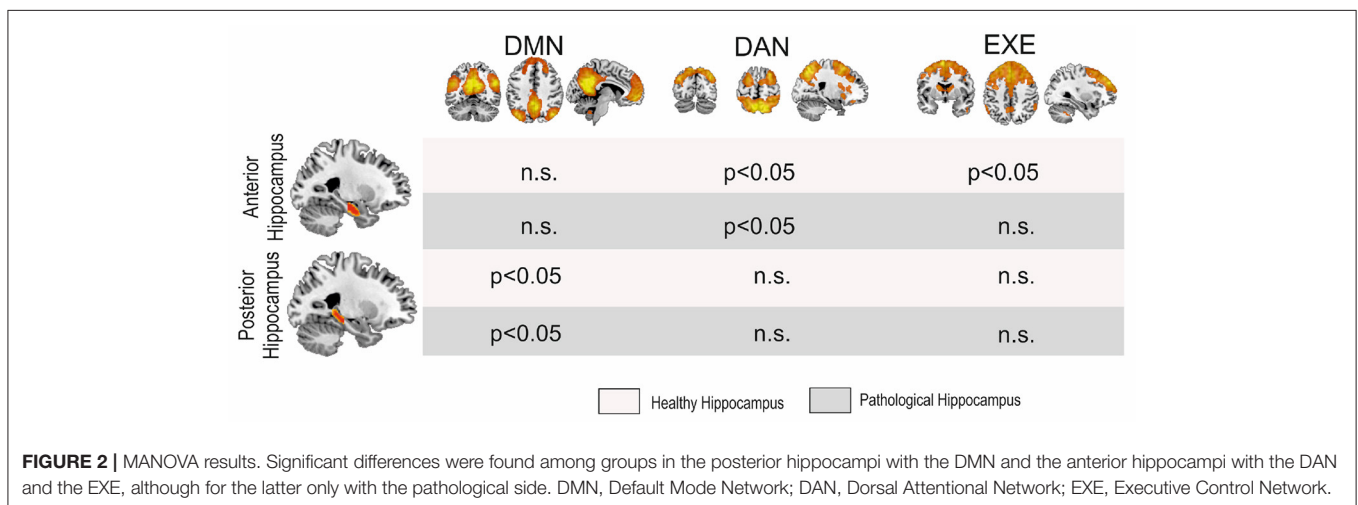 DMN DAN EXE
Anterior
Hippocampus
n.s. p<0.05 p<0.05
n.s. p<0.05 n.s.
Posterior
Hippocampus
p<0.05 n.s. n.s.
p<0.05 n.s. n.s.
Healthy Hippocampus Pathological Hippocampus
FIGURE 2 | MANOVA results. Significant differences were found among groups in the posterior hippocampi with the DMN and the anterior hippocampi with the DAN
and the EXE, although for the latter only with the pathological side. DMN, Default Mode Network; DAN, Dorsal Attentional Network; EXE, Executive Control Network.